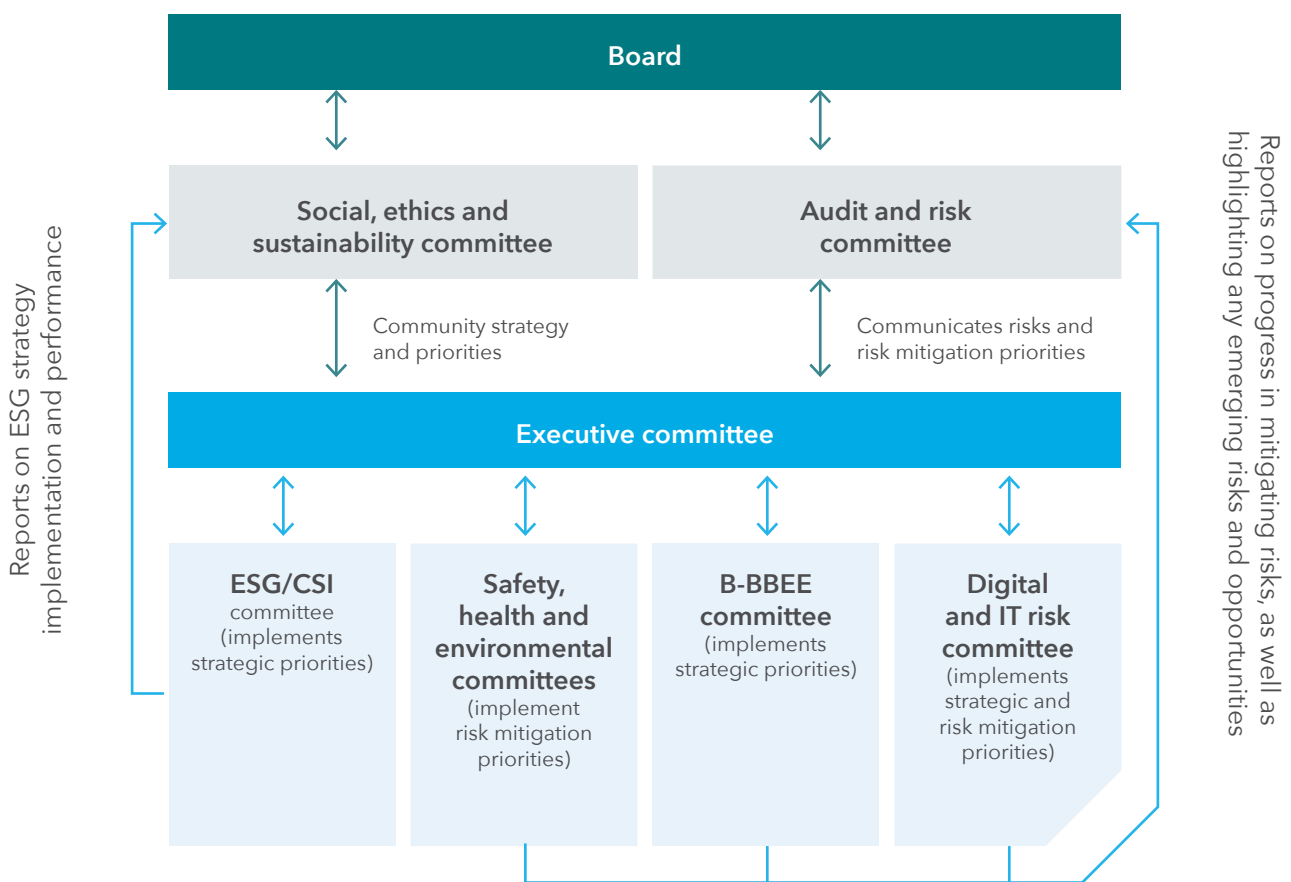 Board
Social, ethics and
sustainability committee
Audit and risk
committee
Reports on ESG strategy
implementation and performance
Reports on progress in mitigating risks, as well as
highlighting any emerging risks and opportunities
Community strategy
and priorities
Communicates risks and
risk mitigation priorities
Executive committee
ESG/CSI
committee
(implements
strategic priorities)
Safety,
health and
environmental
committees
(implement
risk mitigation
priorities)
B-BBEE
committee
(implements
strategic priorities)
Digital
and IT risk
committee
(implements
strategic and
risk mitigation
priorities)